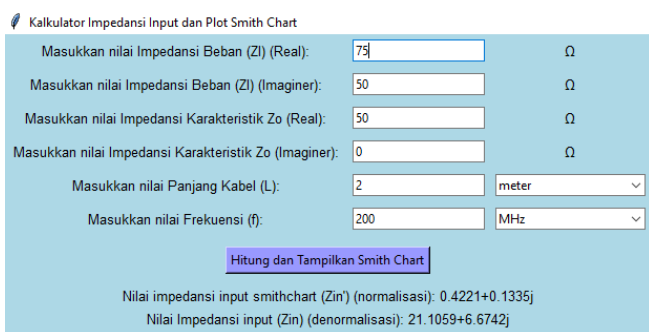 Kalkulator Impedansi Input dan Plot Smith Chart
Masukkan nilai Impedansi Beban (Zl) (Real): 75 Ω
Masukkan nilai Impedansi Beban (Zl) (Imaginer): 50 Ω
Masukkan nilai Impedansi Karakteristik Zo (Real): 50 Ω
Masukkan nilai Impedansi Karakteristik Zo (Imaginer): 0 Ω
Masukkan nilai Panjang Kabel (L): 2 meter
Masukkan nilai Frekuensi (f): 200 MHz
Hitung dan Tampilkan Smith Chart
Nilai impedansi input smithchart (Zin') (normalisasi): 0.4221+0.1335j
Nilai Impedansi input (Zin) (denormalisasi): 21.1059+6.6742j